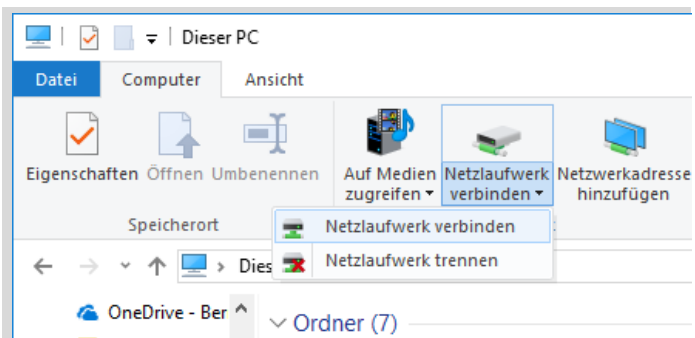 Dieser PC
Datei Computer Ansicht
Eigenschaften Öffnen Umbenennen Auf Medien zugreifen Netzlaufwerk verbinden Netzwerkadresse hinzufügen
Speicherort
Netzlaufwerk verbinden
Netzlaufwerk trennen
Dies
OneDrive - Ber
Ordner (7)